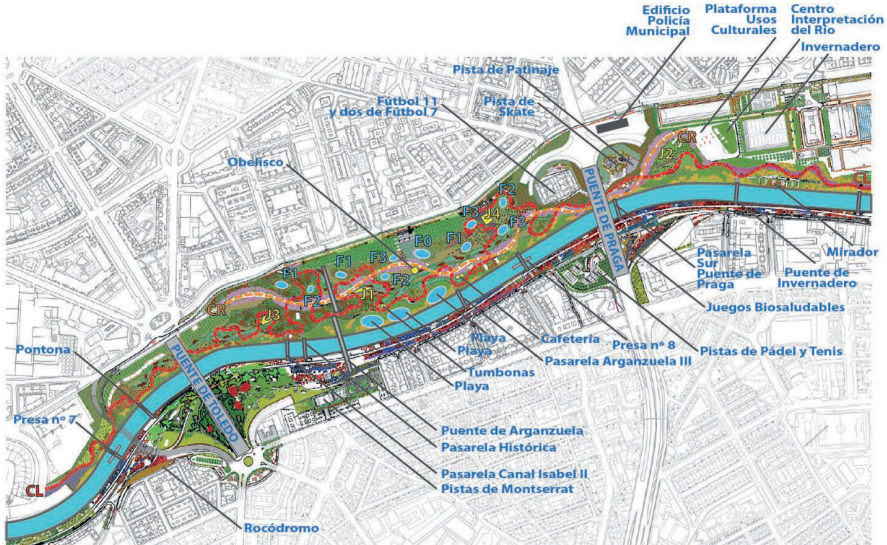 Edificio
Policía
Municipal
Plataforma
Usos
Culturales
Centro
Interpretación
del Río
Invernadero
Pista de Patinaje
Fútbol 11
y dos de Fútbol 7
Pista de
Skate
Obelisco
CR
J2
F2
F3
J4
F3
F0
F1
F1
F3
F1
F2
F2
J1
CR
J3
PUENTE DE PRAGA
Mirador
Pasarela
Sur
Puente de
Praga
Puente de
Invernadero
Juegos Biosaludables
Pontona
PUENTE DE TOLEDO
Playa
Cafetería
Presa nº 8
Pistas de Pádel y Tenis
Playa
Pasarela Arganzuela III
Tumbonas
Playa
Presa nº 7
Puente de Arganzuela
Pasarela Histórica
Pasarela Canal Isabel II
Pistas de Montserrat
CL
Rocódromo